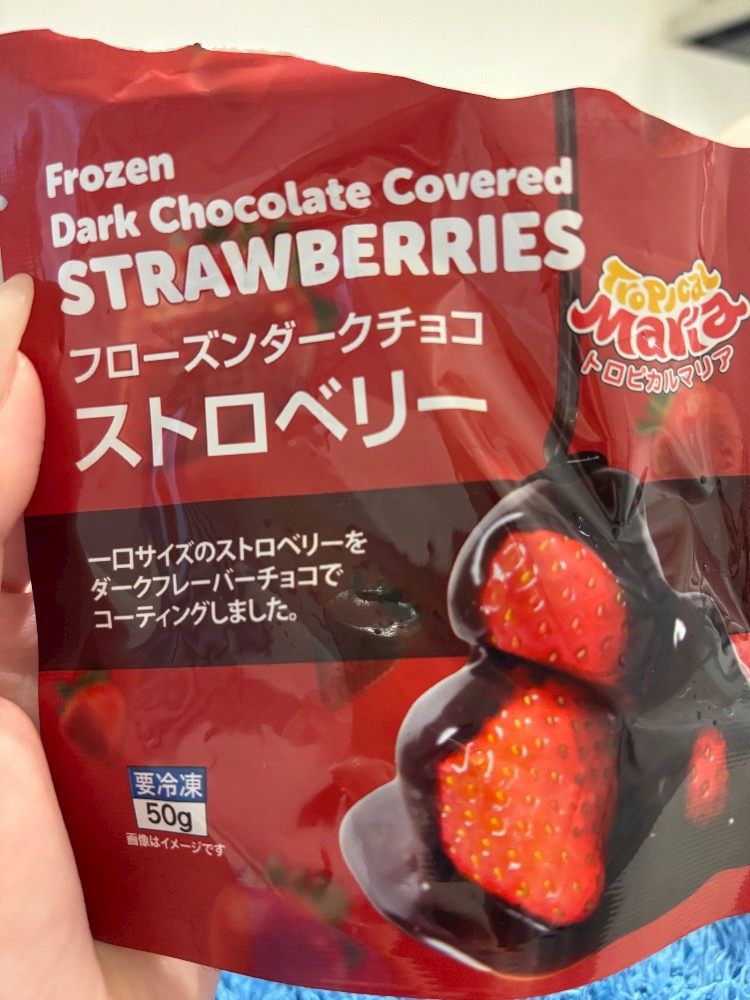 Frozen
Dark Chocolate Covered
STRAWBERRIES
フローズンダークチョコ
ストロベリー
TROPICAL
Maria
トロピカルマリア
一口サイズのストロベリーを
ダークフレーバーチョコで
コーティングしました。
要冷凍
50g
画像はイメージです